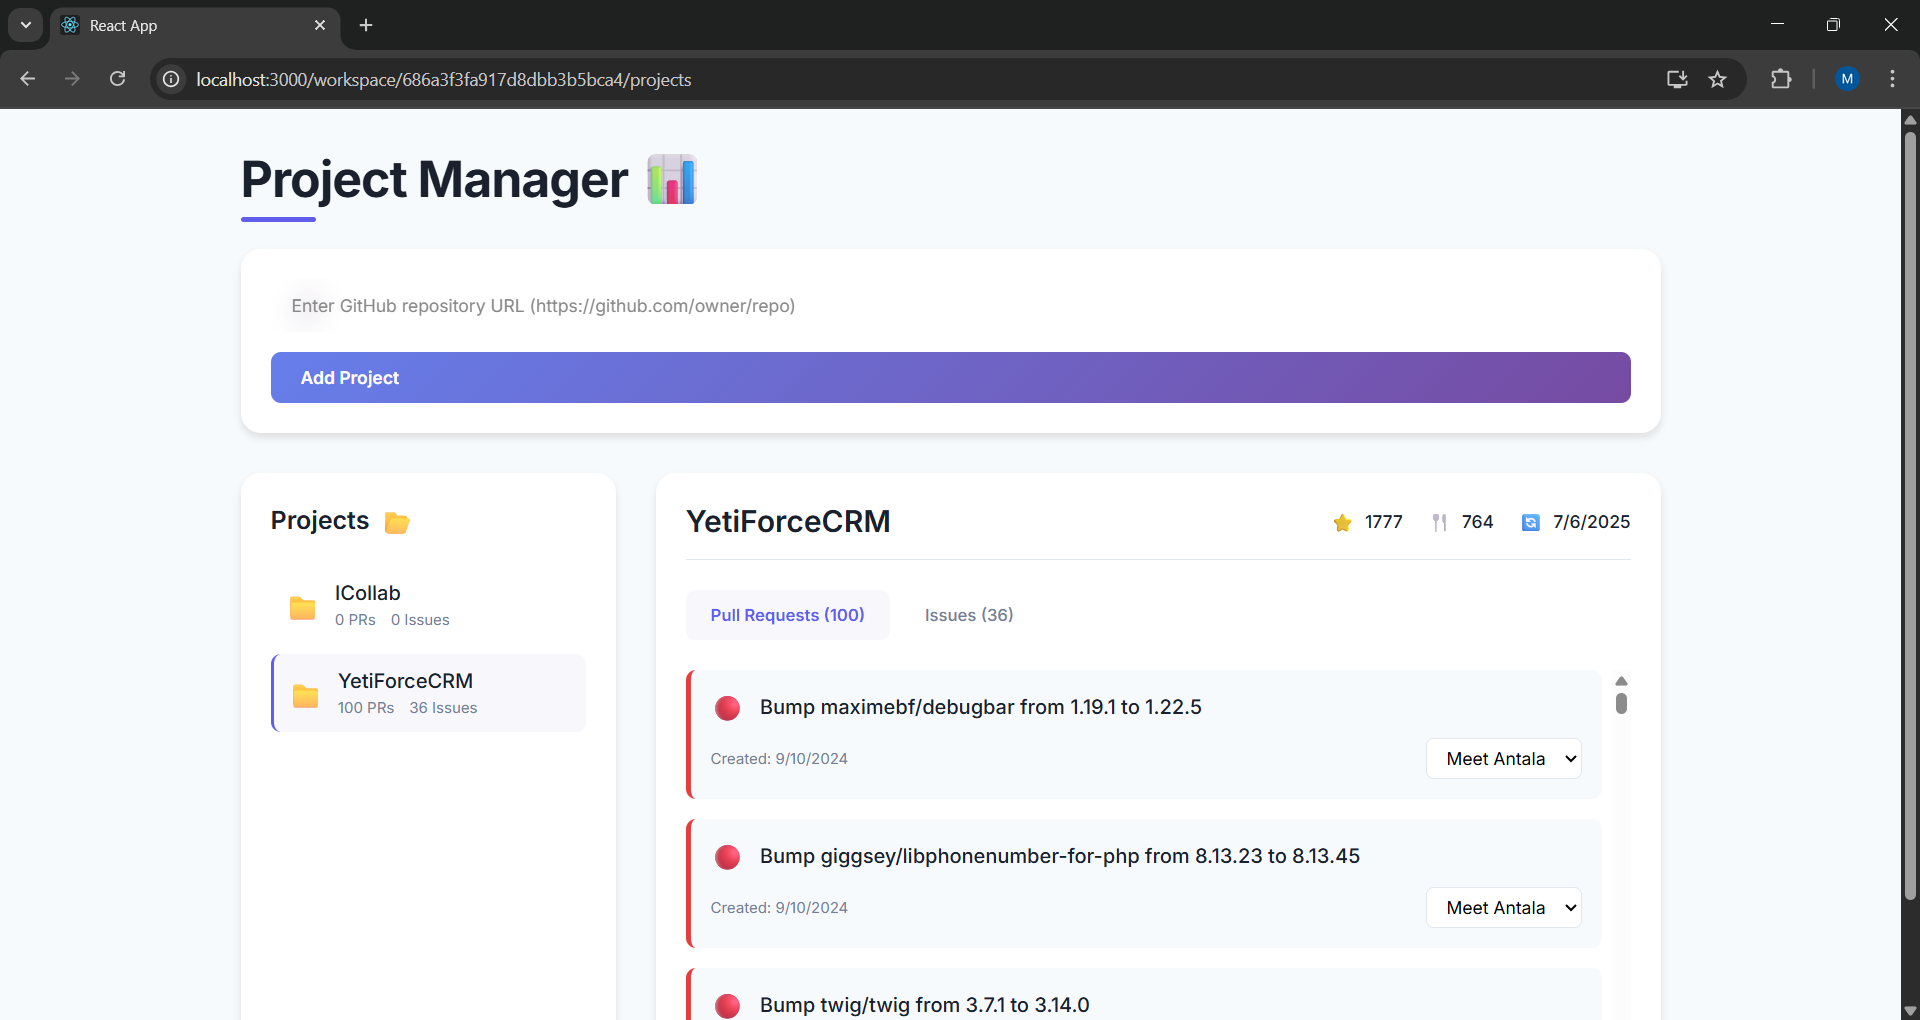 React App
localhost:3000/workspace/686a3f3fa917d8dbb3b5bca4/projects
M
Project Manager
Enter GitHub repository URL (https://github.com/owner/repo)
Add Project
Projects
ICollab
0 PRs 0 Issues
YetiForceCRM
100 PRs 36 Issues
YetiForceCRM
1777 764 7/6/2025
Pull Requests (100) Issues (36)
Bump maximebf/debugbar from 1.19.1 to 1.22.5
Created: 9/10/2024 Meet Antala
Bump giggsey/libphonenumber-for-php from 8.13.23 to 8.13.45
Created: 9/10/2024 Meet Antala
Bump twig/twig from 3.7.1 to 3.14.0